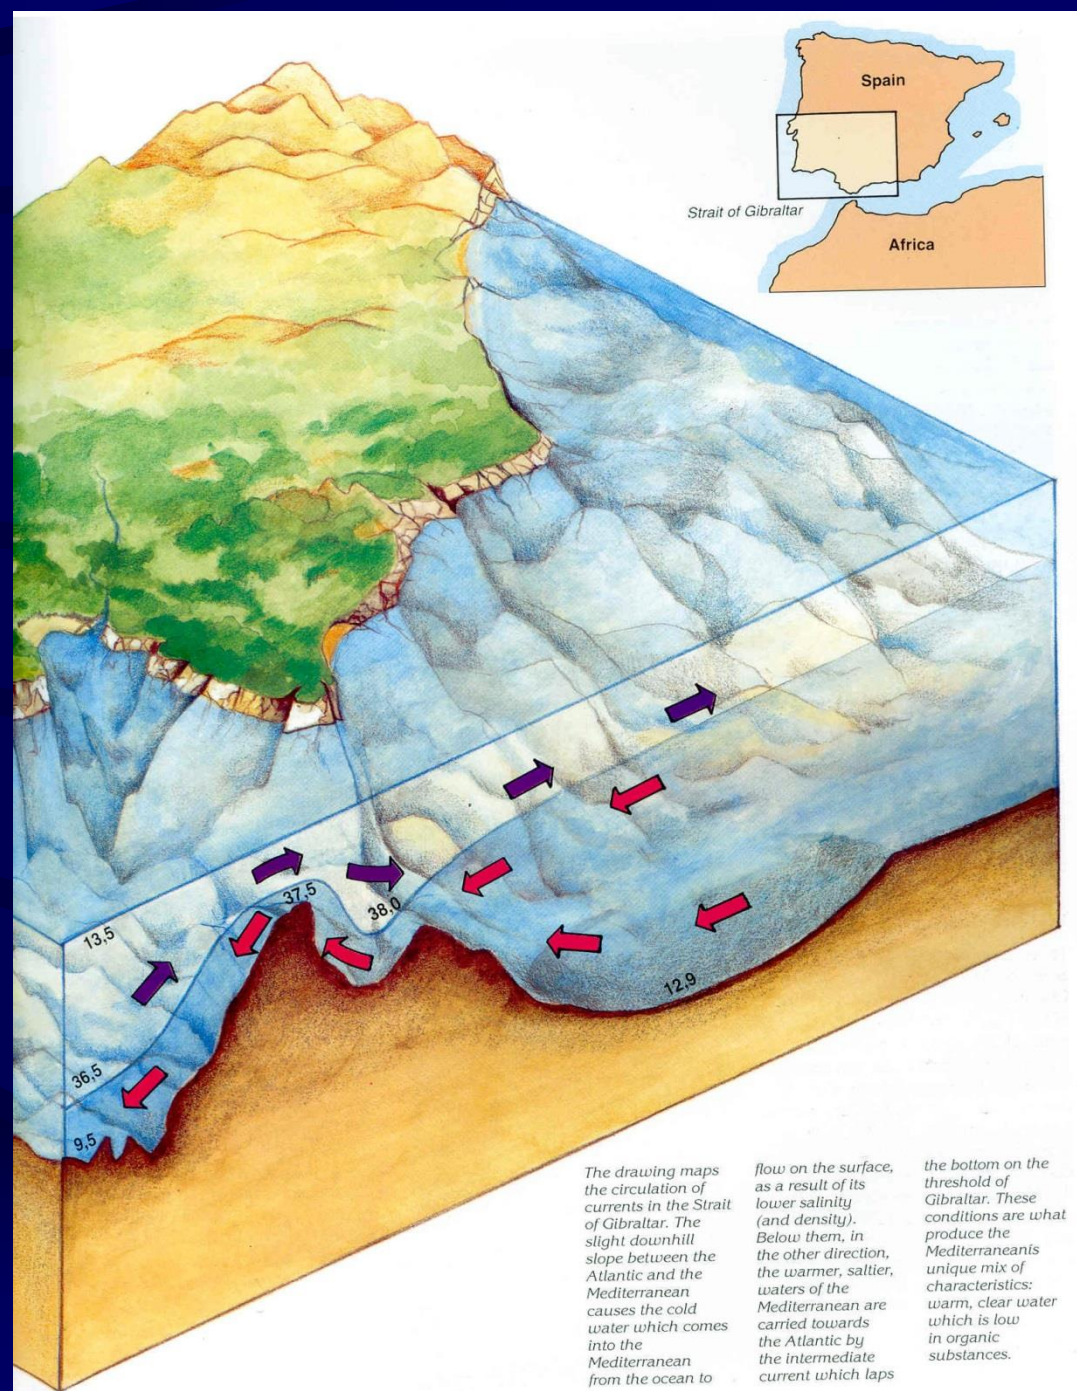 Spain
Strait of Gibraltar
Africa
37,5
38,0
13,5
12,9
36,5
9,5
The drawing maps
the circulation of
currents in the Strait
of Gibraltar. The
slight downhill
slope between the
Atlantic and the
Mediterranean
causes the cold
water which comes
into the
Mediterranean
from the ocean to
flow on the surface,
as a result of its
lower salinity
(and density).
Below them, in
the other direction,
the warmer, saltier,
waters of the
Mediterranean are
carried towards
the Atlantic by
the intermediate
current which laps
the bottom on the
threshold of
Gibraltar. These
conditions are what
produce the
Mediterraneanis
unique mix of
characteristics:
warm, clear water
which is low
in organic
substances.